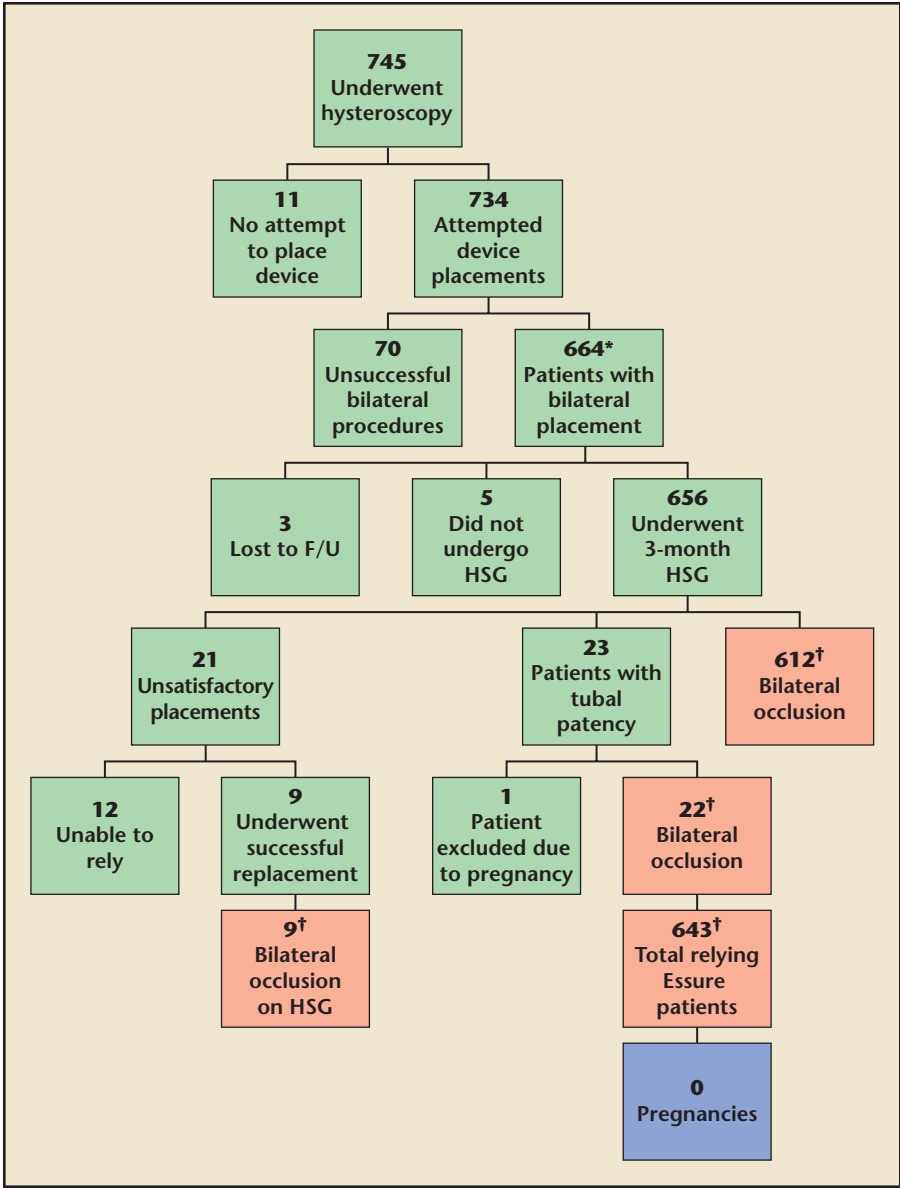 745
Underwent
hysteroscopy
11
No attempt
to place
device
734
Attempted
device
placements
70
Unsuccessful
bilateral
procedures
664*
Patients with
bilateral
placement
3
Lost to F/U
5
Did not
undergo
HSG
656
Underwent
3-month
HSG
21
Unsatisfactory
placements
23
Patients with
tubal
patency
612†
Bilateral
occlusion
12
Unable to
rely
9
Underwent
successful
replacement
1
Patient
excluded due
to pregnancy
22†
Bilateral
occlusion
9†
Bilateral
occlusion
on HSG
643†
Total relying
Essure
patients
0
Pregnancies